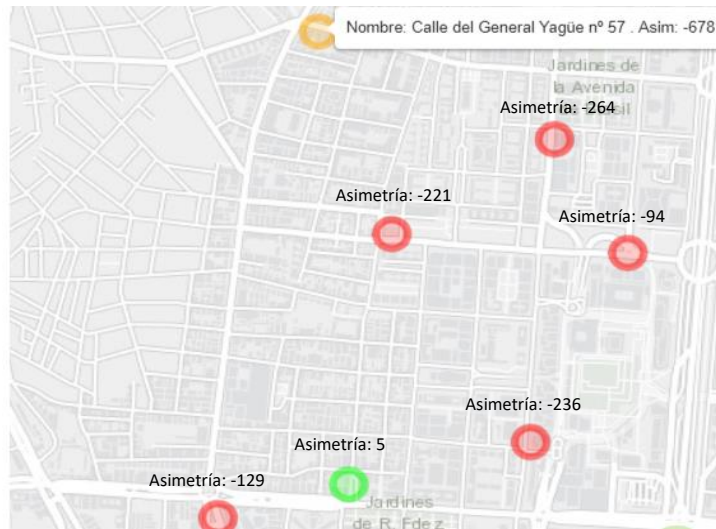 Nombre: Calle del General Yagüe nº 57 . Asim: -678
Jardines de
la Avenida
Asimetría: -264
Asimetría: -221
Asimetría: -94
Asimetría: -236
Asimetría: 5
Asimetría: -129
Jardines
de R. Fdez